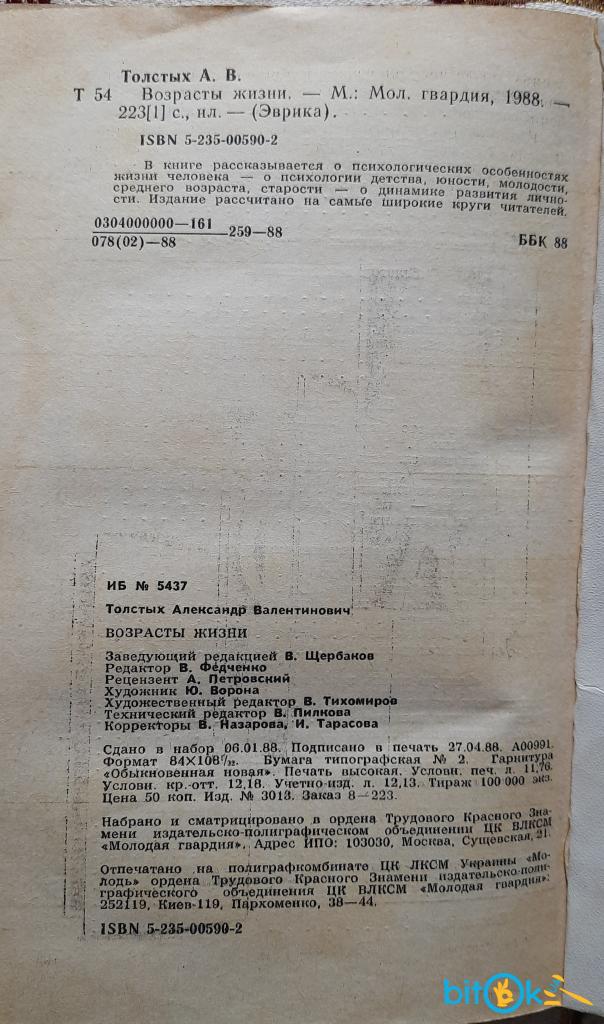 Толстых А. В.
Т 54 Возрасты жизни. — М.: Мол. гвардия, 1988. —
223[1] с., ил. — (Эврика).
ISBN 5-235-00590-2
В книге рассказывается о психологических особенностях
жизни человека — о психологии детства, юности, молодости,
среднего возраста, старости — о динамике развития лично-
сти. Издание рассчитано на самые широкие круги читателей.
0304000000—161
078(02)—88
259—88
ББК 88
ИБ № 5437
Толстых Александр Валентинович
ВОЗРАСТЫ ЖИЗНИ
Заведующий редакцией В. Щербаков
Редактор В. Федченко
Рецензент А. Петровский
Художник Ю. Ворона
Художественный редактор В. Тихомиров
Технический редактор В. Пилкова
Корректоры В. Назарова, И. Тарасова
Сдано в набор 06.01.88. Подписано в печать 27.04.88. А00991.
Формат 84×108¹/₃₂. Бумага типографская № 2. Гарнитура
«Обыкновенная новая». Печать высокая. Условн. печ. л. 11,76.
Условн. кр.-отт. 12,18. Учетно-изд. л. 12,13. Тираж 100 000 экз.
Цена 50 коп. Изд. № 3013. Заказ 8—223.
Набрано и сматрицировано в ордена Трудового Красного Зна-
мени издательско-полиграфическом объединении ЦК ВЛКСМ
«Молодая гвардия». Адрес ИПО: 103030, Москва, Сущевская, 21.
Отпечатано на полиграфкомбинате ЦК ЛКСМ Украины «Мо-
лодь» ордена Трудового Красного Знамени издательско-поли-
графического объединения ЦК ВЛКСМ «Молодая гвардия»:
252119, Киев-119, Пархоменко, 38—44.
ISBN 5-235-00590-2
bitok